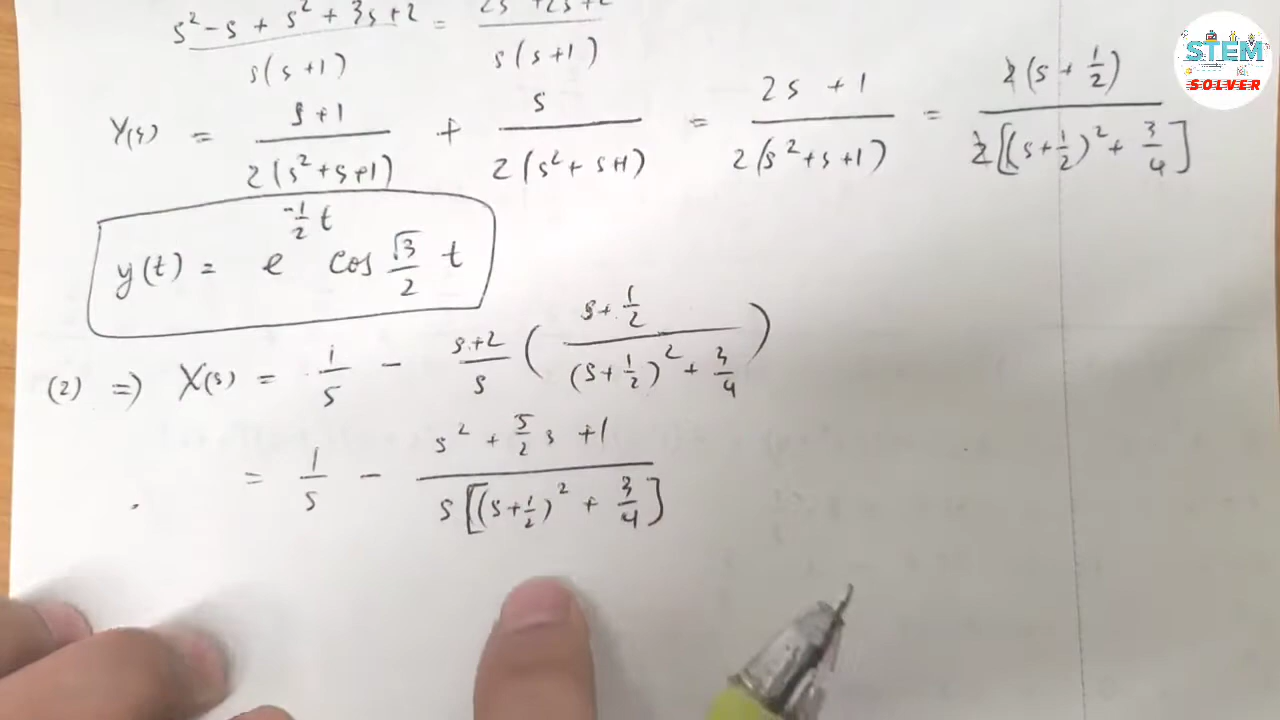 s² - s + s² + 3s + 2 / s(s+1) = 2s² + 2s + 2 / s(s+1)
STEM
SOLVER
Y(s) = s+1 / 2(s²+s+1) + s / 2(s²+s+1) = 2s+1 / 2(s²+s+1) = 2(s+1/2) / 2[(s+1/2)²+3/4]
y(t) = e^(-1/2 t) cos √3/2 t
(2) => X(s) = 1/s - s+2/s ( s+1/2 / (s+1/2)²+3/4 )
= 1/s - s² + 5/2 s + 1 / s[(s+1/2)² + 3/4]